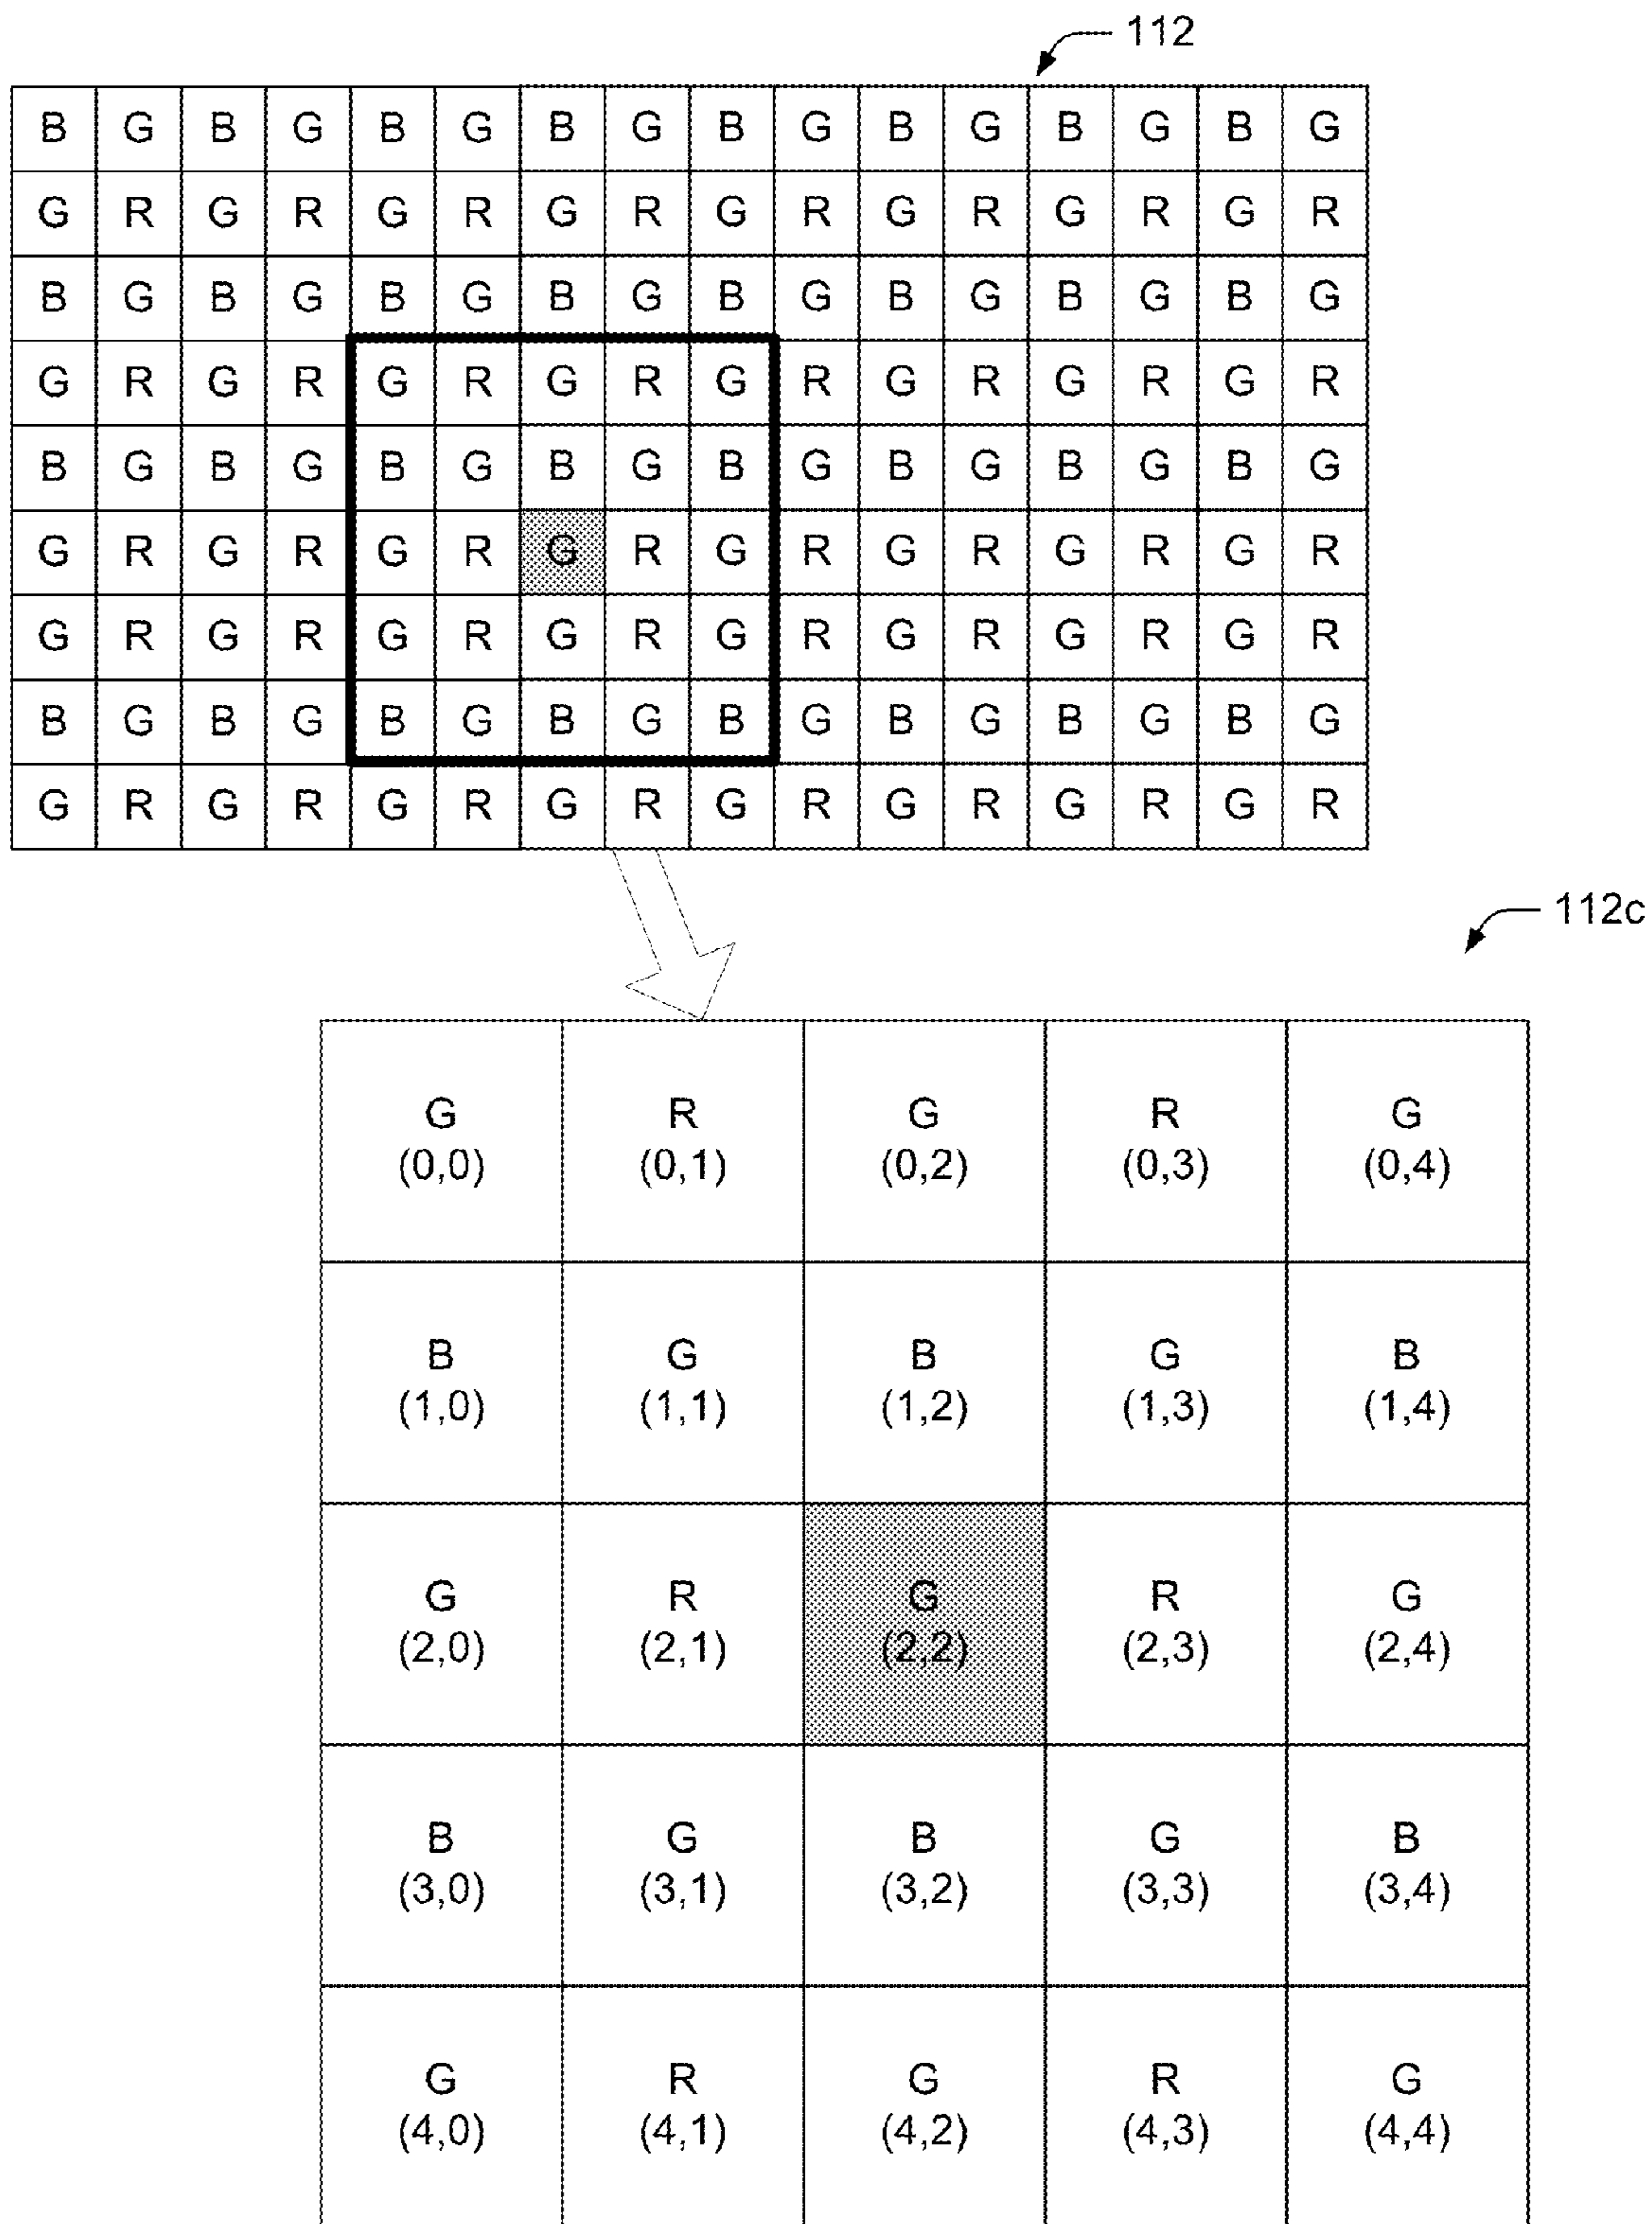 112
B G B G B G B G B G B G B G B G
G R G R G R G R G R G R G R G R
B G B G B G B G B G B G B G B G
G R G R G R G R G R G R G R G R
B G B G B G B G B G B G B G B G
G R G R G R G R G R G R G R G R
G R G R G R G R G R G R G R G R
B G B G B G B G B G B G B G B G
G R G R G R G R G R G R G R G R
112c
G R G R G
(0,0) (0,1) (0,2) (0,3) (0,4)
B G B G B
(1,0) (1,1) (1,2) (1,3) (1,4)
G R G R G
(2,0) (2,1) (2,2) (2,3) (2,4)
B G B G B
(3,0) (3,1) (3,2) (3,3) (3,4)
G R G R G
(4,0) (4,1) (4,2) (4,3) (4,4)